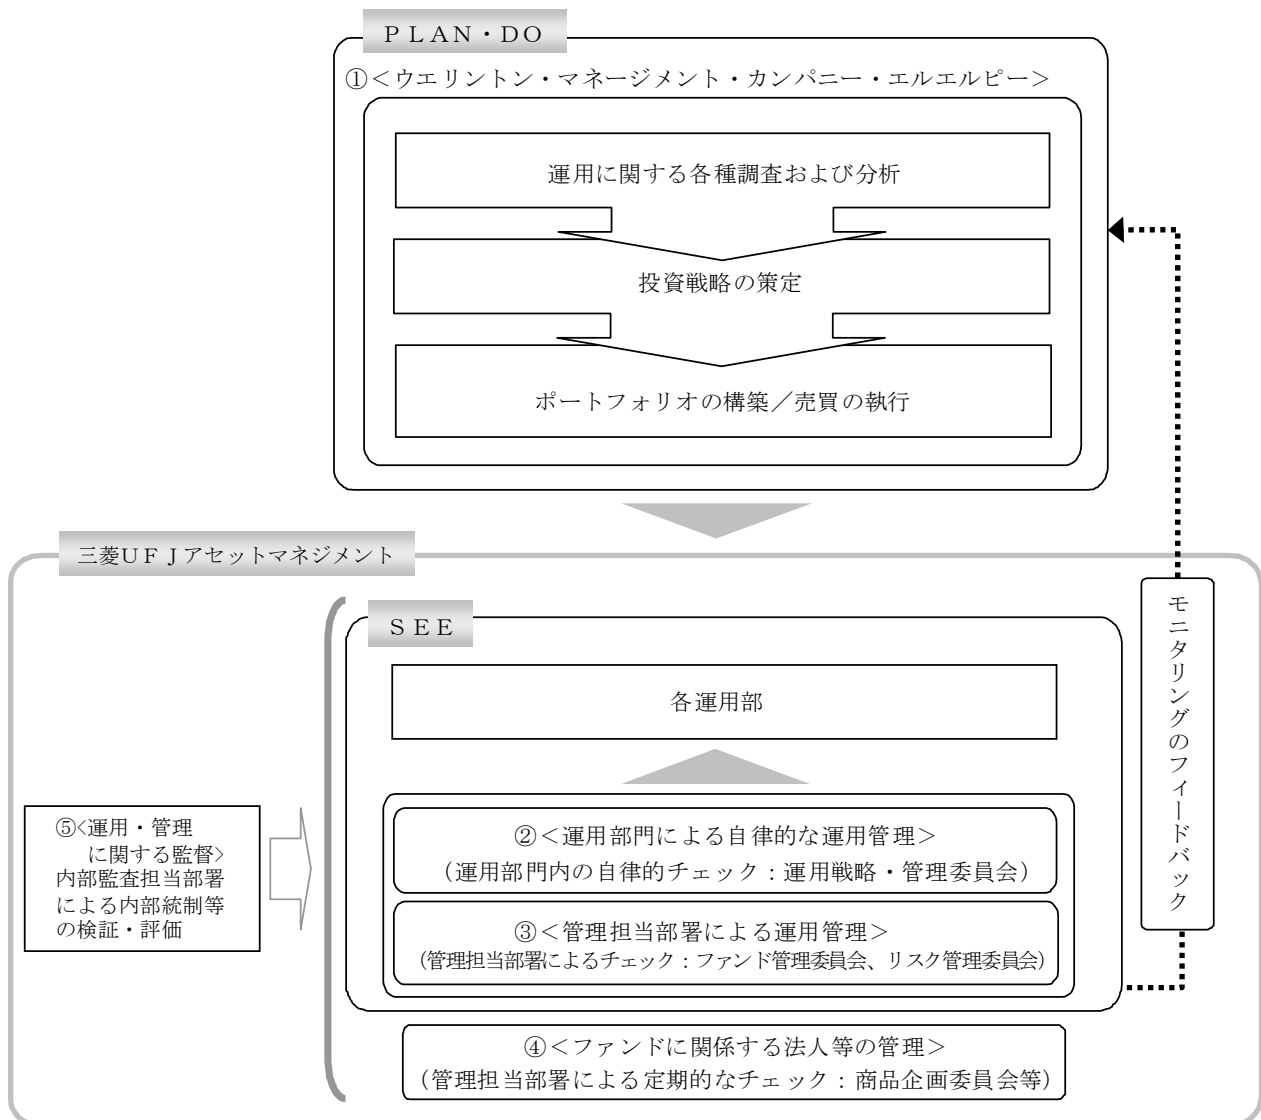 ＰＬＡＮ・ＤＯ
①＜ウエリントン・マネージメント・カンパニー・エルエルピー＞
運用に関する各種調査および分析
投資戦略の策定
ポートフォリオの構築／売買の執行
三菱ＵＦＪアセットマネジメント
ＳＥＥ
各運用部
②＜運用部門による自律的な運用管理＞
（運用部門内の自律的チェック：運用戦略・管理委員会）
③＜管理担当部署による運用管理＞
（管理担当部署によるチェック：ファンド管理委員会、リスク管理委員会）
④＜ファンドに関係する法人等の管理＞
（管理担当部署による定期的なチェック：商品企画委員会等）
⑤<運用・管理
に関する監督>
内部監査担当部署
による内部統制等
の検証・評価
モニタリングのフィードバック